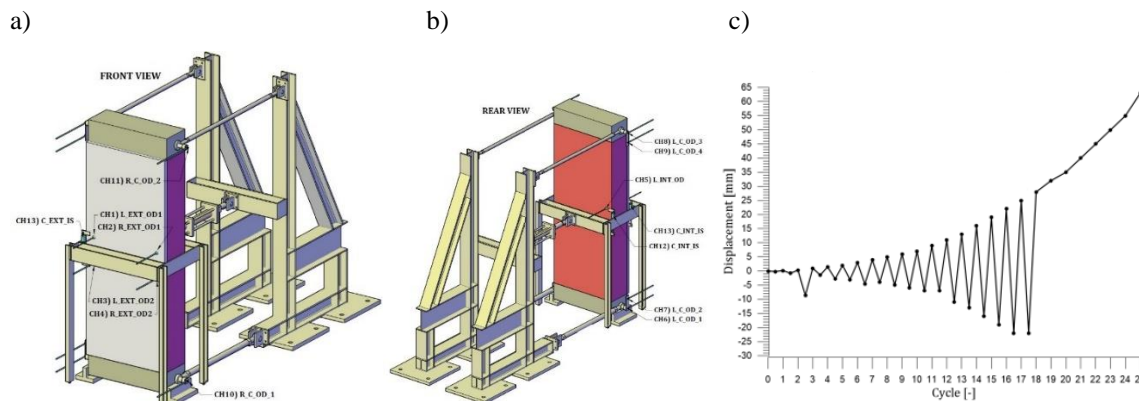 a)
b)
c)
FRONT VIEW
CH11) R_C_OD_2
CH13) C_EXT_IS
CH1) L_EXT_OD1
CH2) R_EXT_OD1
CH3) L_EXT_OD2
CH4) R_EXT_OD2
CH10) R_C_OD_1
REAR VIEW
CH8) L_C_OD_3
CH9) L_C_OD_4
CH5) L_INT_OD
CH13) C_INT_IS
CH12) C_INT_IS
CH7) L_C_OD_2
CH6) L_C_OD_1
Displacement [mm]
65
60
55
50
45
40
35
30
25
20
15
10
5
0
-5
-10
-15
-20
-25
-30
0 1 2 3 4 5 6 7 8 9 10 11 12 13 14 15 16 17 18 19 20 21 22 23 24
Cycle [-]